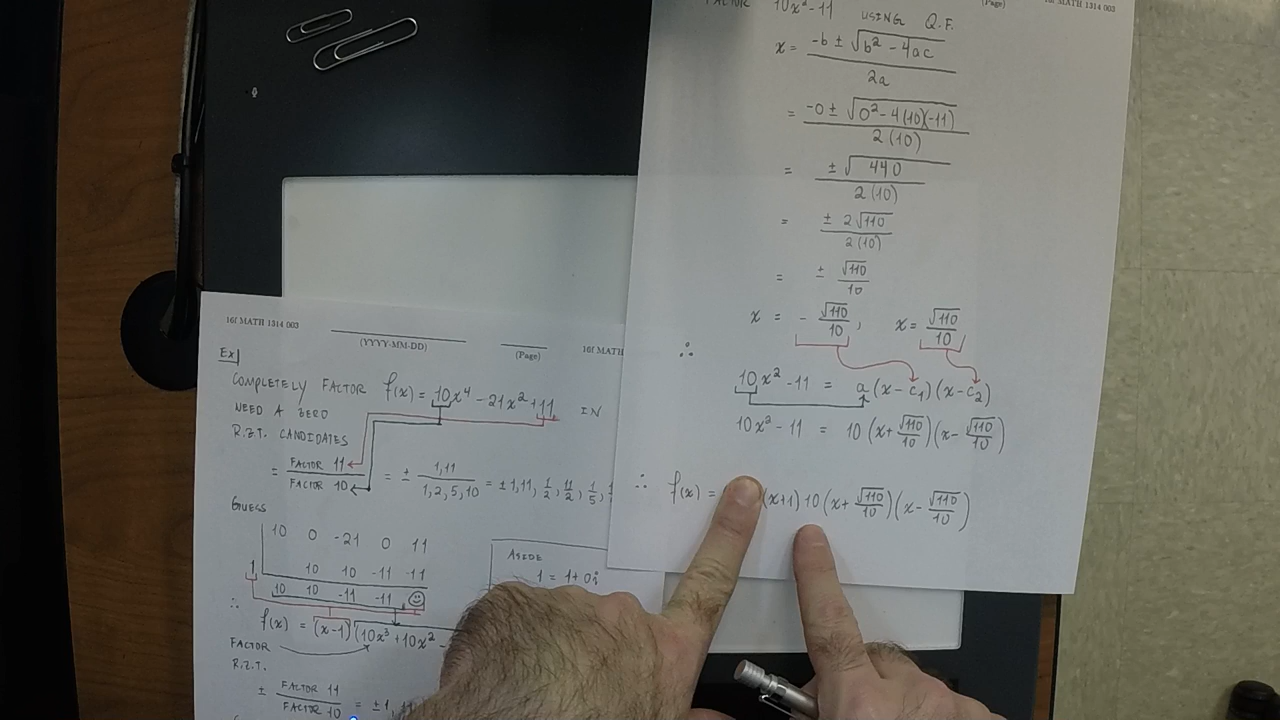 10x²-11 USING Q.F.
(Page)
16f MATH 1314 003
x = -b ± √b² - 4ac / 2a
= -0 ± √0² - 4(10)(-11) / 2(10)
= ± √440 / 2(10)
= ± 2√110 / 2(10)
= ± √110 / 10
x = - √110 / 10, x = √110 / 10
∴
10x² - 11 = a(x - c₁)(x - c₂)
10x² - 11 = 10(x + √110/10)(x - √110/10)
∴ f(x) = (x+1) 10 (x + √110/10)(x - √110/10)
16f MATH 1314 003
(YYYY-MM-DD)
(Page)
16f MATH
Ex
COMPLETELY FACTOR f(x) = 10x⁴ - 21x² + 11 IN
NEED A ZERO
R.Z.T. CANDIDATES
= FACTOR 11 / FACTOR 10 = ± 1, 11 / 1, 2, 5, 10 = ± 1, 11, 1/2, 11/2, 1/5,
GUESS
10 0 -21 0 11
1 10 10 -11 -11
10 10 -11 -11
ASIDE
1 = 1 + 0i
∴ f(x) = (x-1)(10x³ + 10x² -
FACTOR
R.Z.T.
± FACTOR 11 / FACTOR 10 = ± 1,